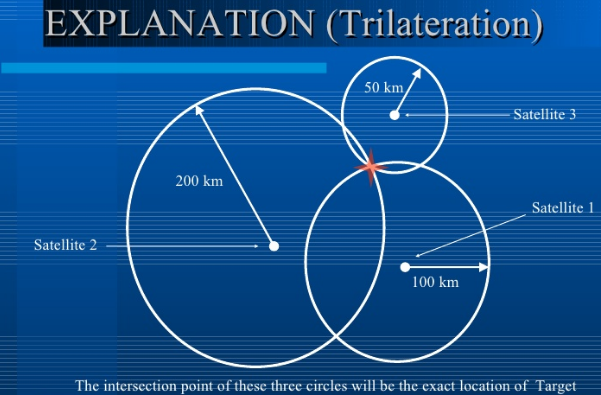 EXPLANATION (Trilateration)
50 km
Satellite 3
200 km
Satellite 1
Satellite 2
100 km
The intersection point of these three circles will be the exact location of Target